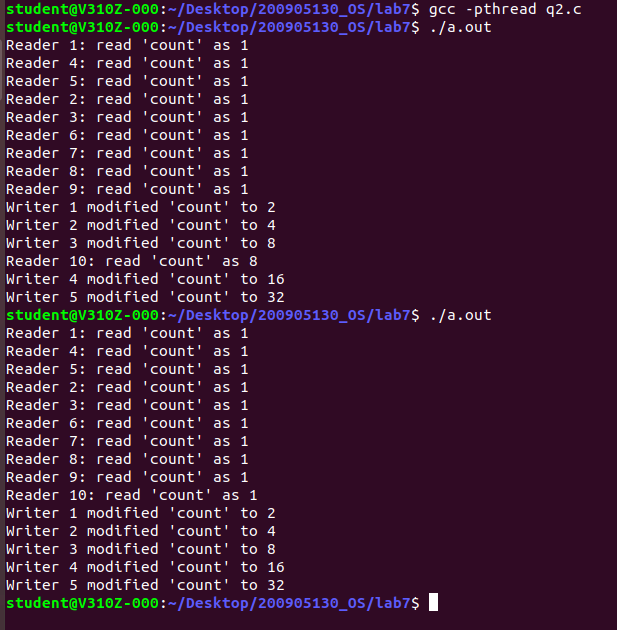 student@V310Z-000:~/Desktop/200905130_OS/lab7$ gcc -pthread q2.c
student@V310Z-000:~/Desktop/200905130_OS/lab7$ ./a.out
Reader 1: read 'count' as 1
Reader 4: read 'count' as 1
Reader 5: read 'count' as 1
Reader 2: read 'count' as 1
Reader 3: read 'count' as 1
Reader 6: read 'count' as 1
Reader 7: read 'count' as 1
Reader 8: read 'count' as 1
Reader 9: read 'count' as 1
Writer 1 modified 'count' to 2
Writer 2 modified 'count' to 4
Writer 3 modified 'count' to 8
Reader 10: read 'count' as 8
Writer 4 modified 'count' to 16
Writer 5 modified 'count' to 32
student@V310Z-000:~/Desktop/200905130_OS/lab7$ ./a.out
Reader 1: read 'count' as 1
Reader 4: read 'count' as 1
Reader 5: read 'count' as 1
Reader 2: read 'count' as 1
Reader 3: read 'count' as 1
Reader 6: read 'count' as 1
Reader 7: read 'count' as 1
Reader 8: read 'count' as 1
Reader 9: read 'count' as 1
Reader 10: read 'count' as 1
Writer 1 modified 'count' to 2
Writer 2 modified 'count' to 4
Writer 3 modified 'count' to 8
Writer 4 modified 'count' to 16
Writer 5 modified 'count' to 32
student@V310Z-000:~/Desktop/200905130_OS/lab7$